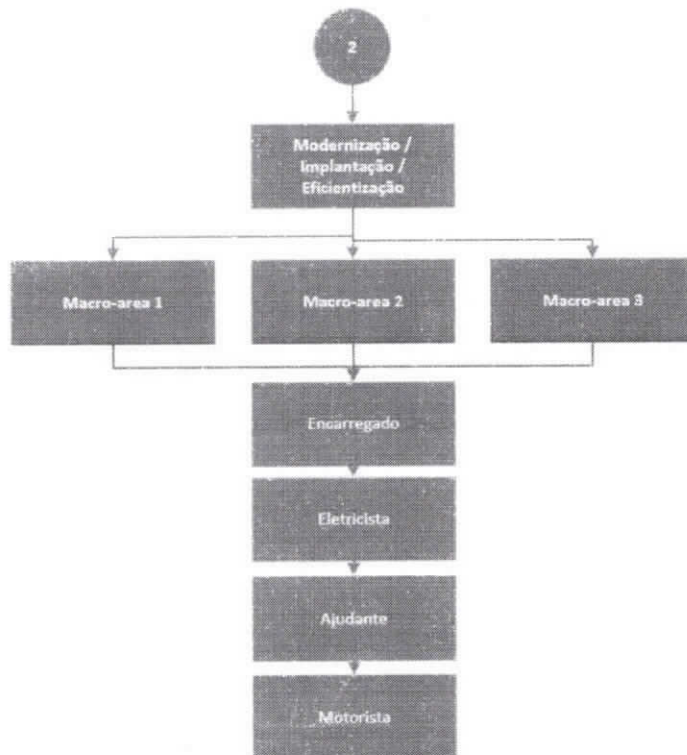 2
Modernização /
Implantação /
Eficientização
Macro-area 1
Macro-area 2
Macro-area 3
Encarregado
Eletricista
Ajudante
Motorista